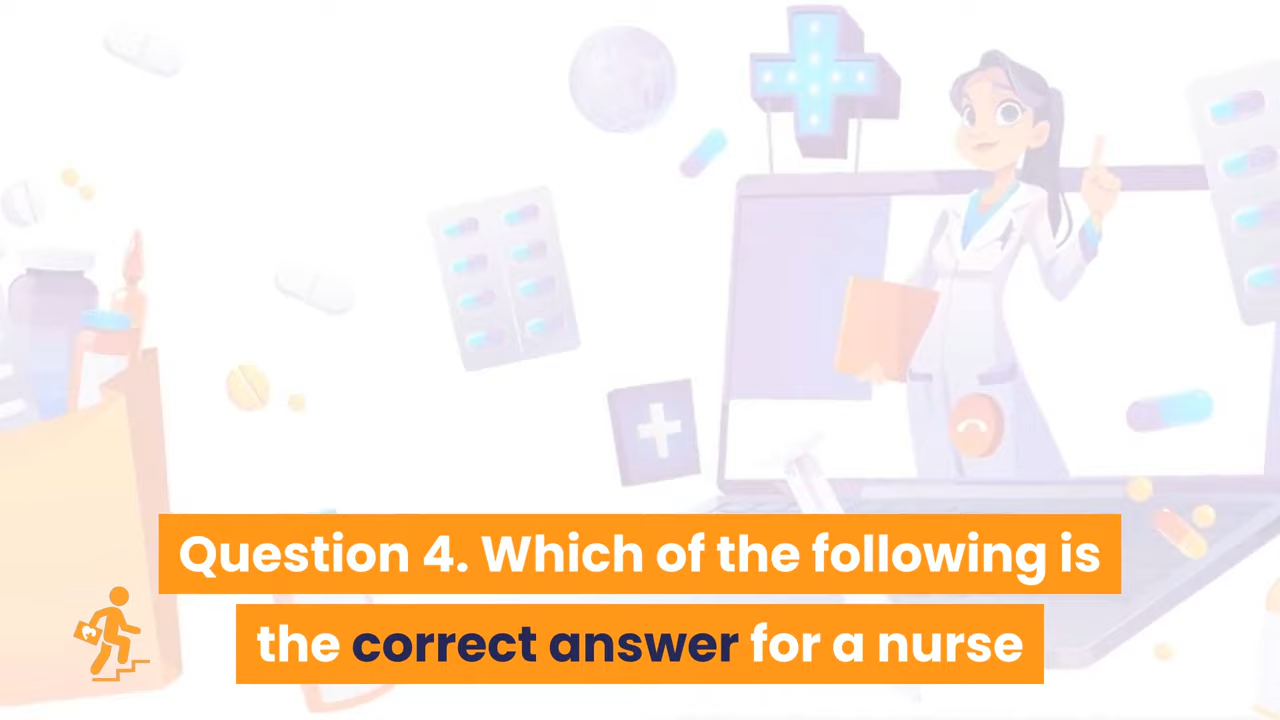 Question 4. Which of the following is
the correct answer for a nurse